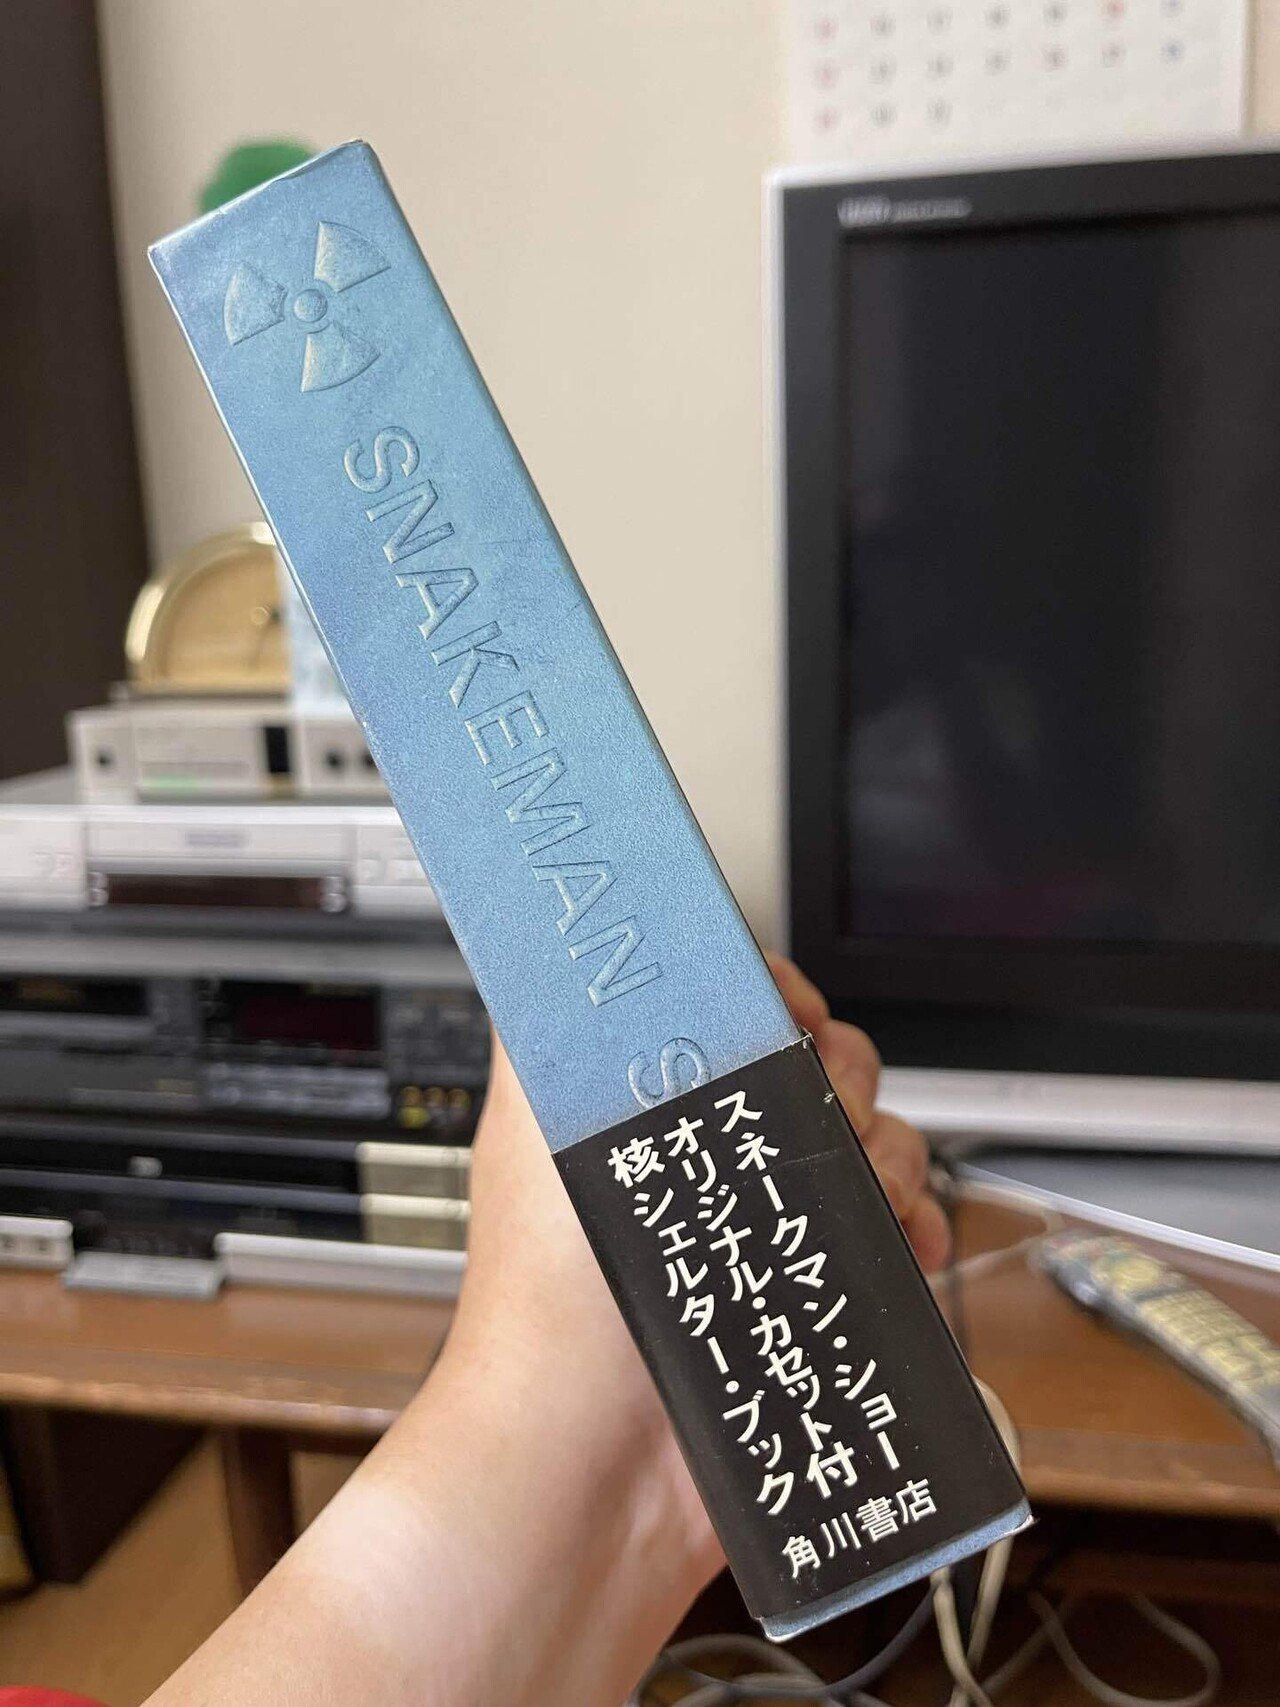 SNAKEMAN S
スネークマン・ショー
オリジナル・カセット付
核シェルター・ブック
角川書店